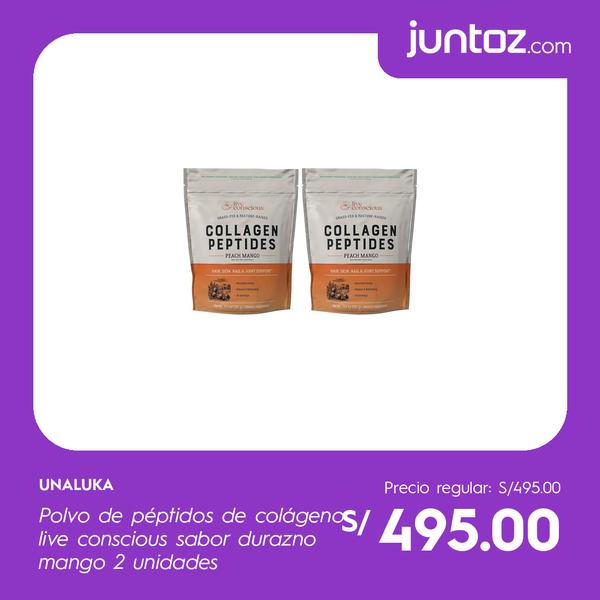 juntoz.com
live conscious
GRASS-FED & PASTURE-RAISED
COLLAGEN
PEPTIDES
PEACH MANGO
HAIR, SKIN, NAIL & JOINT SUPPORT
live conscious
GRASS-FED & PASTURE-RAISED
COLLAGEN
PEPTIDES
PEACH MANGO
HAIR, SKIN, NAIL & JOINT SUPPORT
UNALUKA
Precio regular: S/495.00
Polvo de péptidos de colágeno
live conscious sabor durazno
mango 2 unidades
S/ 495.00